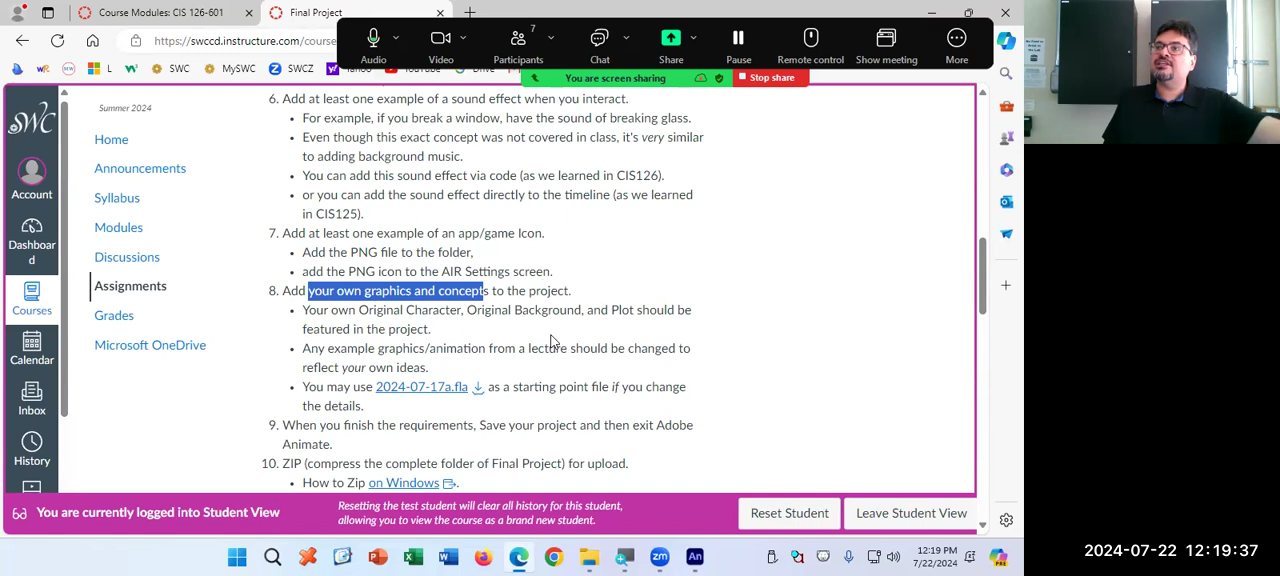 Course Modules: CIS 126-601
Final Project
https://swccd.instructure.com/course
Audio
Video
7
Participants
Chat
Share
Pause
Remote control
Show meeting
More
You are screen sharing
Stop share
SWC
MySWC
SWCZ
Summer 2024
Home
Announcements
Syllabus
Modules
Discussions
Assignments
Grades
Microsoft OneDrive
SWC
Account
Dashboar
d
Courses
Calendar
Inbox
History
6. Add at least one example of a sound effect when you interact.
• For example, if you break a window, have the sound of breaking glass.
• Even though this exact concept was not covered in class, it's very similar
to adding background music.
• You can add this sound effect via code (as we learned in CIS126).
• or you can add the sound effect directly to the timeline (as we learned
in CIS125).
7. Add at least one example of an app/game Icon.
• Add the PNG file to the folder,
• add the PNG icon to the AIR Settings screen.
8. Add your own graphics and concepts to the project.
• Your own Original Character, Original Background, and Plot should be
featured in the project.
• Any example graphics/animation from a lecture should be changed to
reflect your own ideas.
• You may use 2024-07-17a.fla as a starting point file if you change
the details.
9. When you finish the requirements, Save your project and then exit Adobe
Animate.
10. ZIP (compress the complete folder of Final Project) for upload.
• How to Zip on Windows.
You are currently logged into Student View
Resetting the test student will clear all history for this student,
allowing you to view the course as a brand new student.
Reset Student
Leave Student View
12:19 PM
7/22/2024
2024-07-22 12:19:37